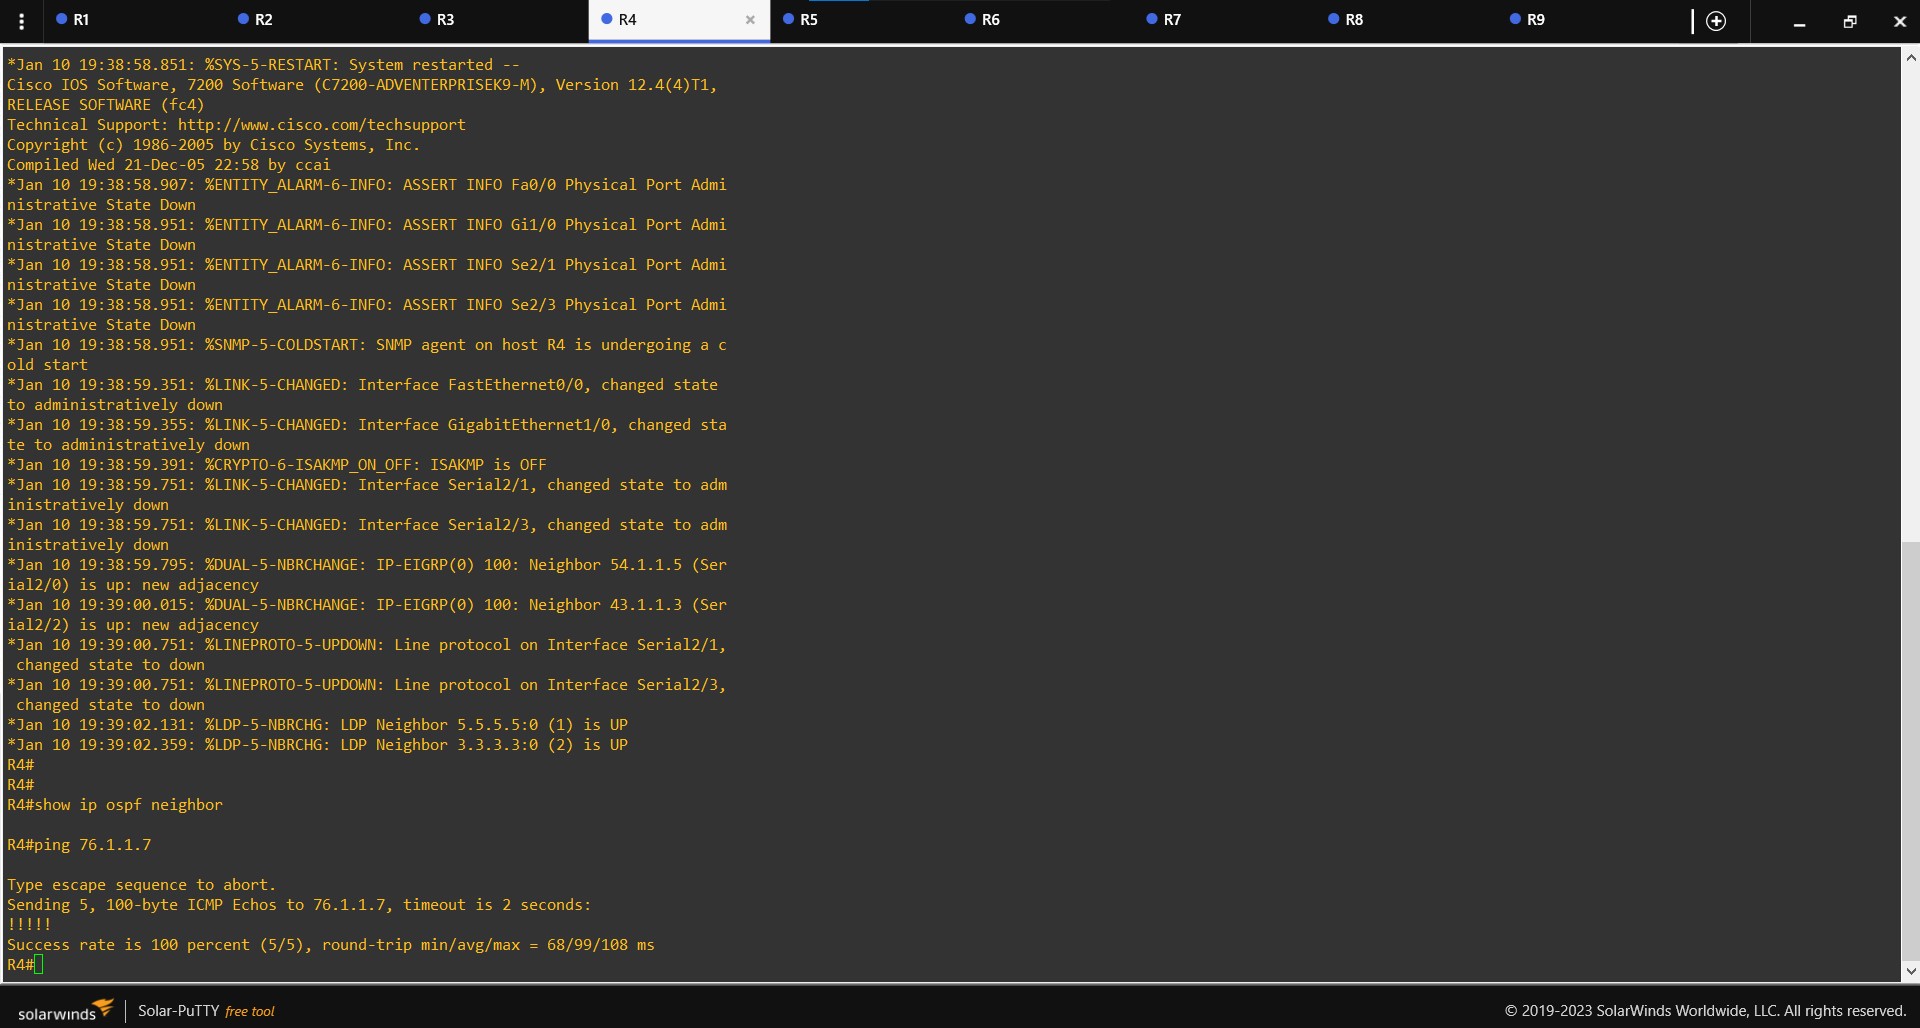 R1 R2 R3 R4 R5 R6 R7 R8 R9
*Jan 10 19:38:58.851: %SYS-5-RESTART: System restarted --
Cisco IOS Software, 7200 Software (C7200-ADVENTERPRISEK9-M), Version 12.4(4)T1,
RELEASE SOFTWARE (fc4)
Technical Support: http://www.cisco.com/techsupport
Copyright (c) 1986-2005 by Cisco Systems, Inc.
Compiled Wed 21-Dec-05 22:58 by ccai
*Jan 10 19:38:58.907: %ENTITY_ALARM-6-INFO: ASSERT INFO Fa0/0 Physical Port Admi
nistrative State Down
*Jan 10 19:38:58.951: %ENTITY_ALARM-6-INFO: ASSERT INFO Gi1/0 Physical Port Admi
nistrative State Down
*Jan 10 19:38:58.951: %ENTITY_ALARM-6-INFO: ASSERT INFO Se2/1 Physical Port Admi
nistrative State Down
*Jan 10 19:38:58.951: %ENTITY_ALARM-6-INFO: ASSERT INFO Se2/3 Physical Port Admi
nistrative State Down
*Jan 10 19:38:58.951: %SNMP-5-COLDSTART: SNMP agent on host R4 is undergoing a c
old start
*Jan 10 19:38:59.351: %LINK-5-CHANGED: Interface FastEthernet0/0, changed state
to administratively down
*Jan 10 19:38:59.355: %LINK-5-CHANGED: Interface GigabitEthernet1/0, changed sta
te to administratively down
*Jan 10 19:38:59.391: %CRYPTO-6-ISAKMP_ON_OFF: ISAKMP is OFF
*Jan 10 19:38:59.751: %LINK-5-CHANGED: Interface Serial2/1, changed state to adm
inistratively down
*Jan 10 19:38:59.751: %LINK-5-CHANGED: Interface Serial2/3, changed state to adm
inistratively down
*Jan 10 19:38:59.795: %DUAL-5-NBRCHANGE: IP-EIGRP(0) 100: Neighbor 54.1.1.5 (Ser
ial2/0) is up: new adjacency
*Jan 10 19:39:00.015: %DUAL-5-NBRCHANGE: IP-EIGRP(0) 100: Neighbor 43.1.1.3 (Ser
ial2/2) is up: new adjacency
*Jan 10 19:39:00.751: %LINEPROTO-5-UPDOWN: Line protocol on Interface Serial2/1,
changed state to down
*Jan 10 19:39:00.751: %LINEPROTO-5-UPDOWN: Line protocol on Interface Serial2/3,
changed state to down
*Jan 10 19:39:02.131: %LDP-5-NBRCHG: LDP Neighbor 5.5.5.5:0 (1) is UP
*Jan 10 19:39:02.359: %LDP-5-NBRCHG: LDP Neighbor 3.3.3.3:0 (2) is UP
R4#
R4#
R4#show ip ospf neighbor
R4#ping 76.1.1.7
Type escape sequence to abort.
Sending 5, 100-byte ICMP Echos to 76.1.1.7, timeout is 2 seconds:
!!!!!
Success rate is 100 percent (5/5), round-trip min/avg/max = 68/99/108 ms
R4#
solarwinds Solar-PuTTY free tool © 2019-2023 SolarWinds Worldwide, LLC. All rights reserved.